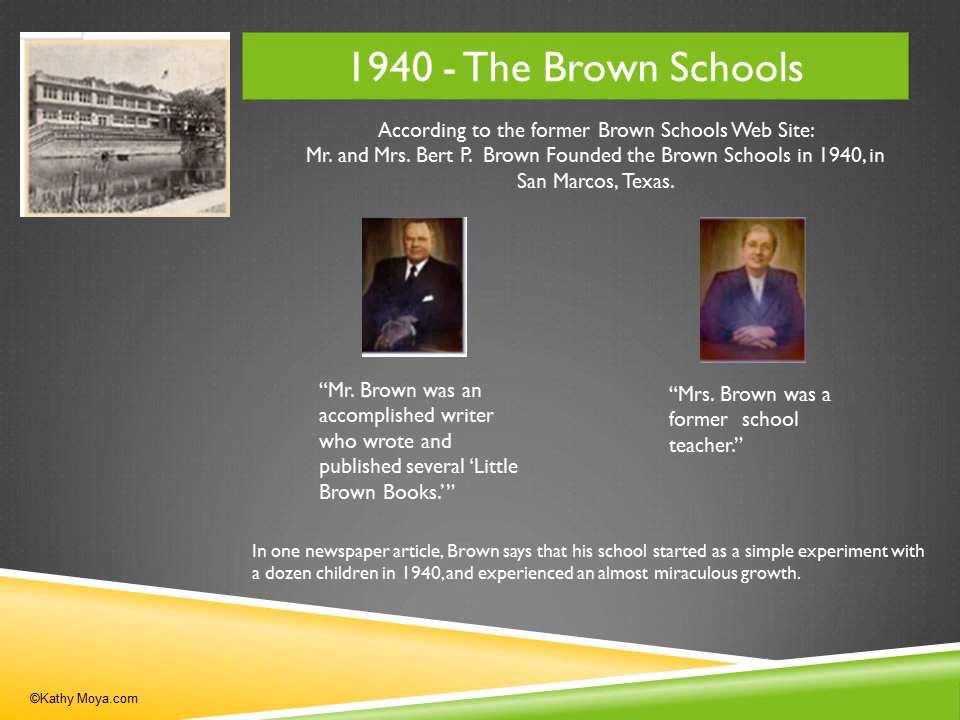 1940 - The Brown Schools
According to the former Brown Schools Web Site:
Mr. and Mrs. Bert P. Brown Founded the Brown Schools in 1940, in
San Marcos, Texas.
“Mr. Brown was an
accomplished writer
who wrote and
published several ‘Little
Brown Books.’”
“Mrs. Brown was a
former school
teacher.”
In one newspaper article, Brown says that his school started as a simple experiment with
a dozen children in 1940, and experienced an almost miraculous growth.
©Kathy Moya.com